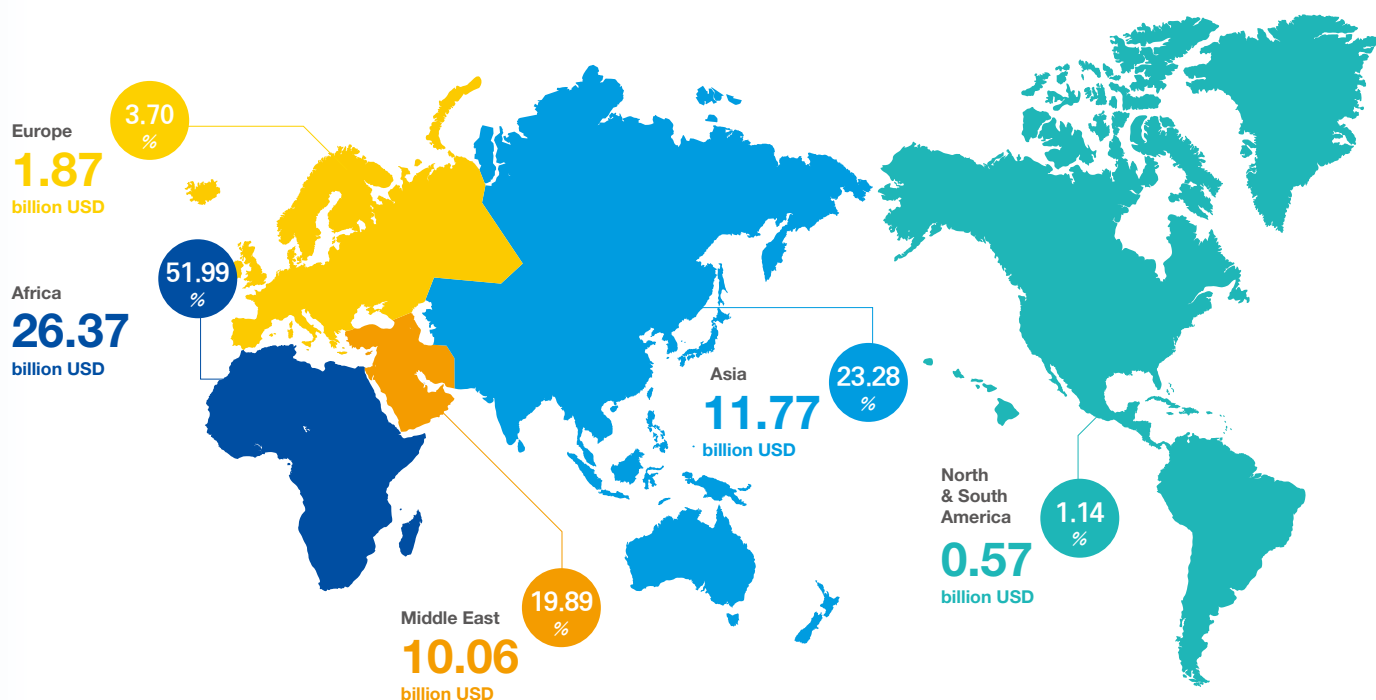 3.70
%
Europe
1.87
billion USD
51.99
%
Africa
26.37
billion USD
Asia
11.77
billion USD
23.28
%
North
& South
America
0.57
billion USD
1.14
%
Middle East
10.06
billion USD
19.89
%